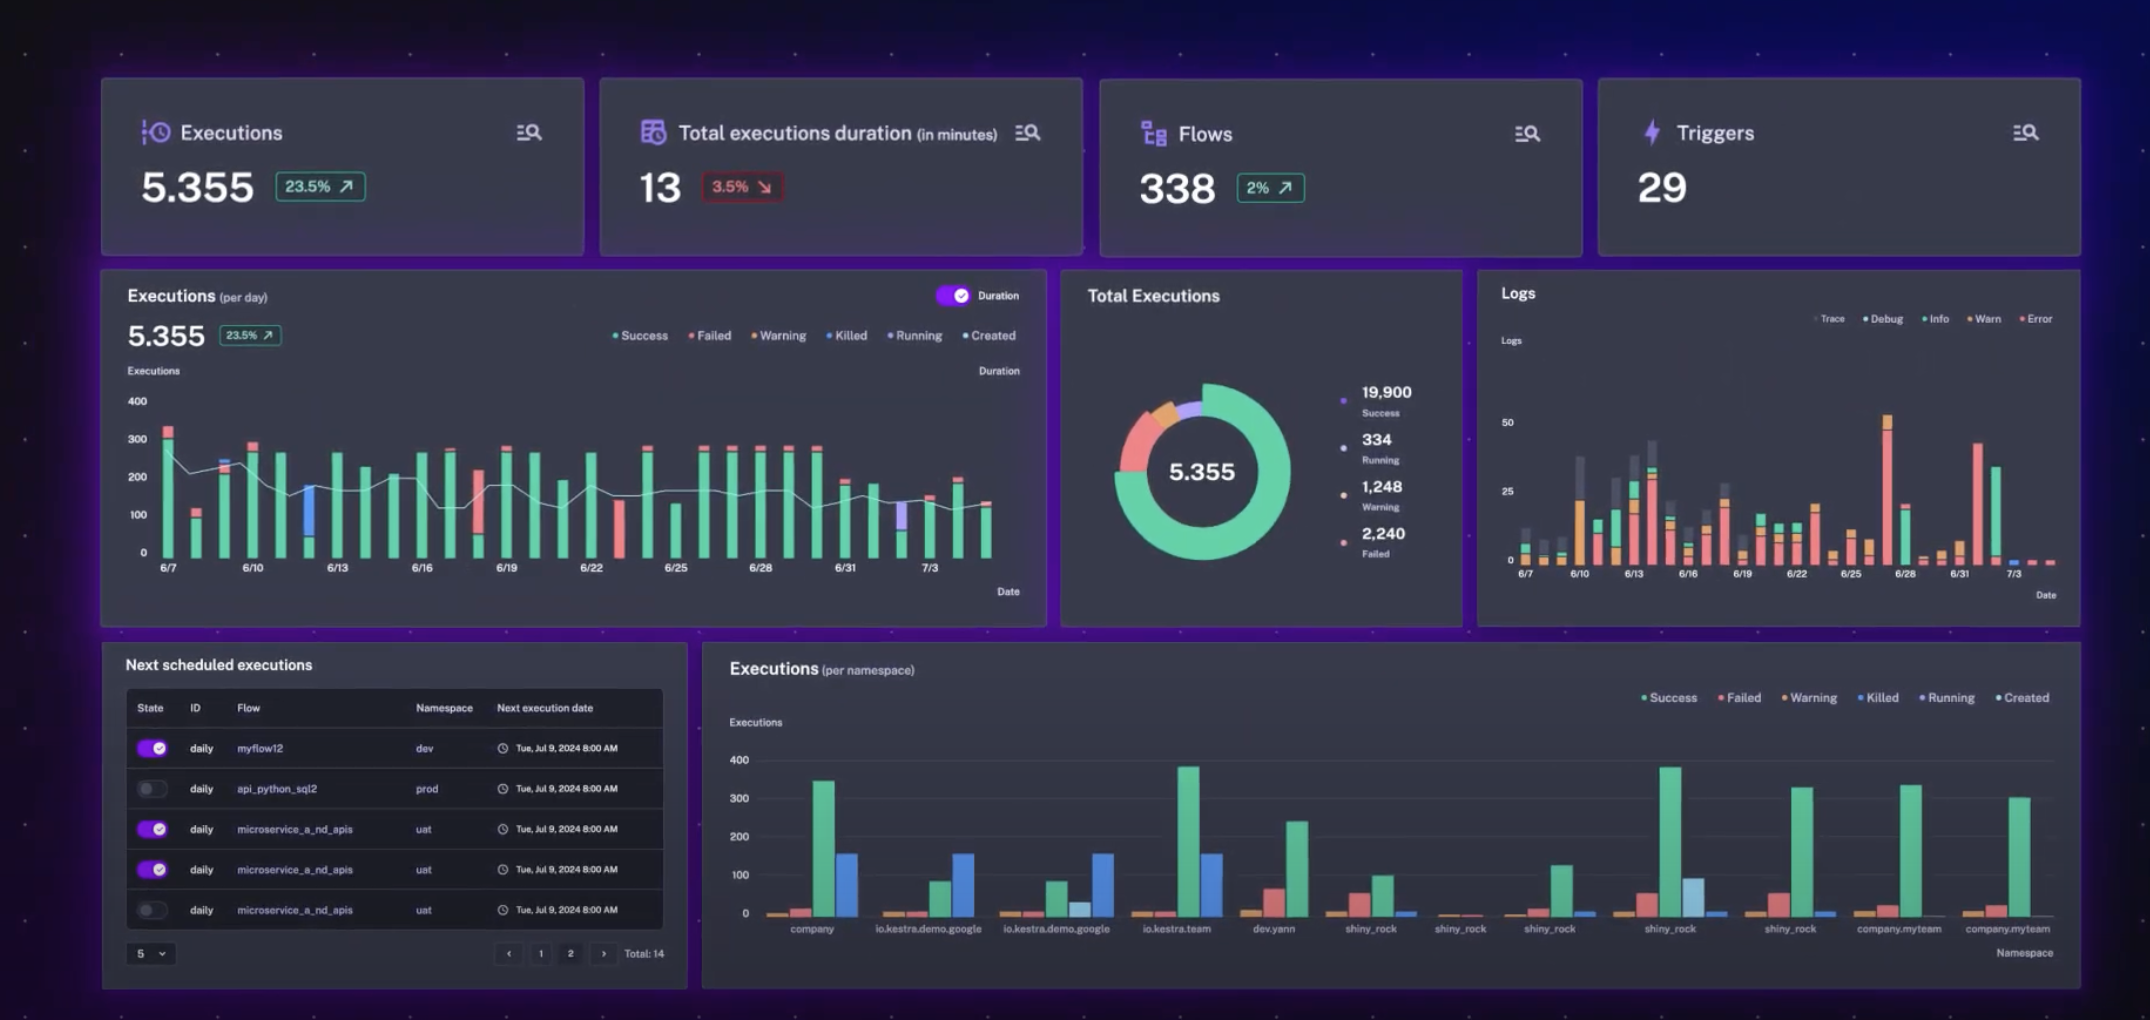 Executions
5.355 23.5%
Total executions duration (in minutes)
13 3.5%
Flows
338 2%
Triggers
29
Executions (per day)
Duration
5.355 23.5%
Success Failed Warning Killed Running Created
Executions
Duration
400
300
200
100
0
6/7 6/10 6/13 6/16 6/19 6/22 6/25 6/28 6/31 7/3
Date
Total Executions
5.355
19,900
Success
334
Running
1,248
Warning
2,240
Failed
Logs
Trace Debug Info Warn Error
Logs
50
25
0
6/7 6/10 6/13 6/16 6/19 6/22 6/25 6/28 6/31 7/3
Date
Next scheduled executions
State ID Flow Namespace Next execution date
daily myflow12 dev Tue, Jul 9, 2024 8:00 AM
daily api_python_sql2 prod Tue, Jul 9, 2024 8:00 AM
daily microservice_a_nd_apis uat Tue, Jul 9, 2024 8:00 AM
daily microservice_a_nd_apis uat Tue, Jul 9, 2024 8:00 AM
daily microservice_a_nd_apis uat Tue, Jul 9, 2024 8:00 AM
5
‹ 1 2 › Total: 14
Executions (per namespace)
Success Failed Warning Killed Running Created
Executions
400
300
200
100
0
company io.kestra.demo.google io.kestra.demo.google io.kestra.team dev.yann shiny_rock shiny_rock shiny_rock shiny_rock shiny_rock company.myteam company.myteam
Namespace